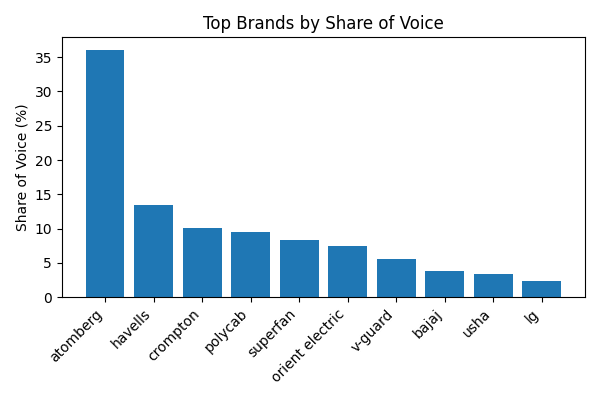 Top Brands by Share of Voice
Share of Voice (%)
35
30
25
20
15
10
5
0
atomberg
havells
crompton
polycab
superfan
orient electric
v-guard
bajaj
usha
lg